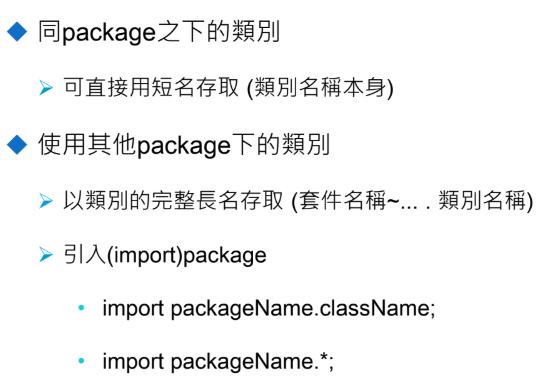 同package之下的類別
可直接用短名存取 (類別名稱本身)
使用其他package下的類別
以類別的完整長名存取 (套件名稱~... . 類別名稱)
引入(import)package
import packageName.className;
import packageName.*;